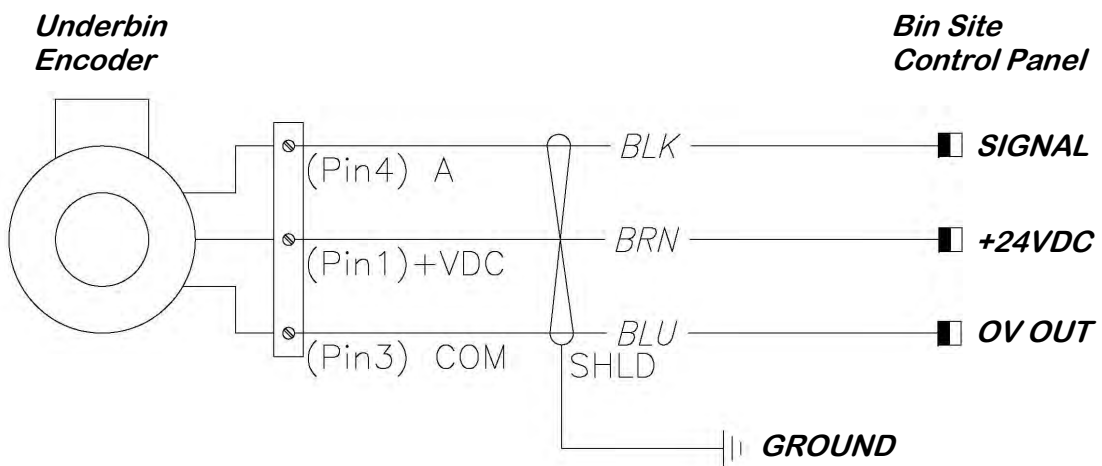 Underbin
Encoder
Bin Site
Control Panel
BLK
SIGNAL
(Pin4) A
BRN
+24VDC
(Pin1)+VDC
BLU
OV OUT
(Pin3) COM
SHLD
GROUND